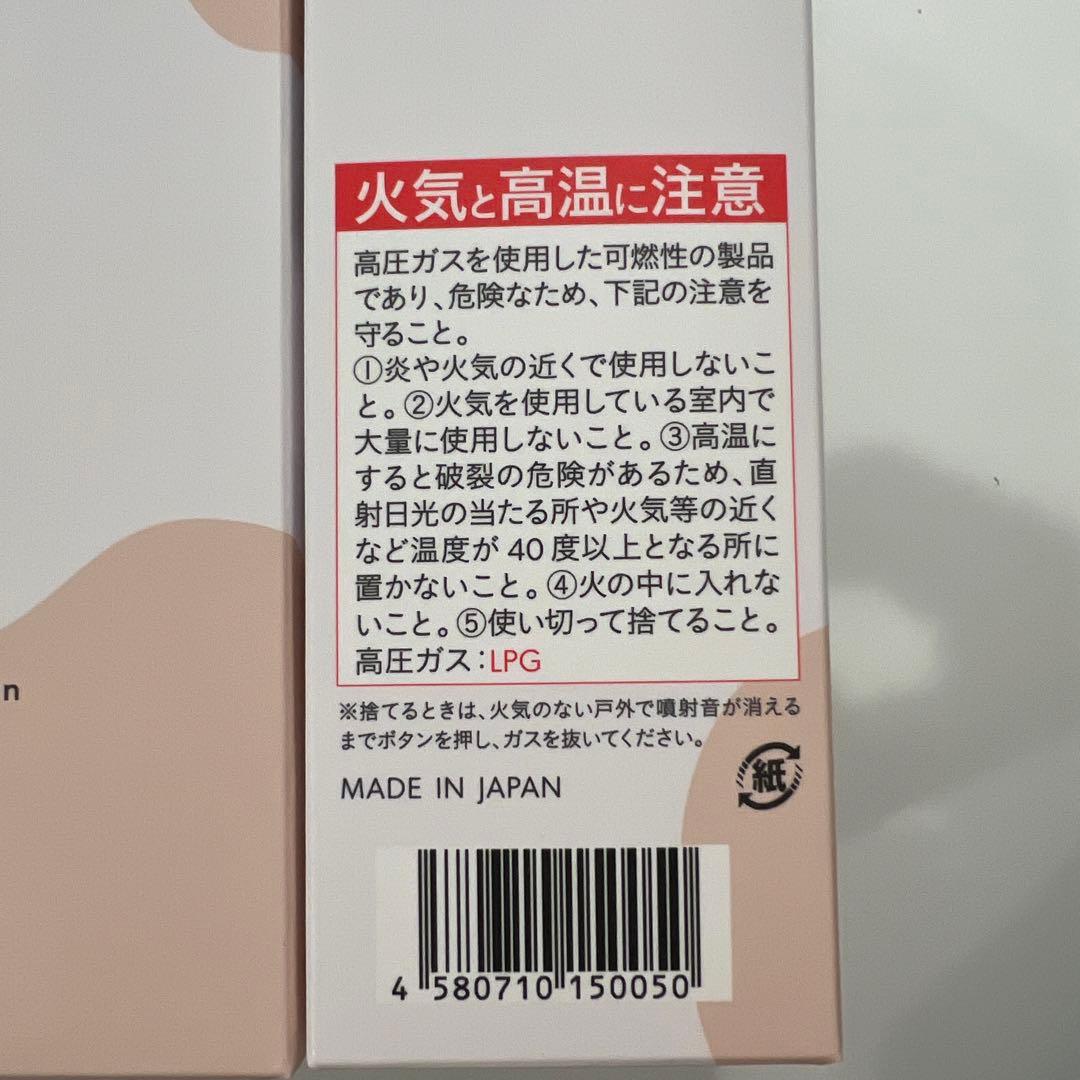 火気と高温に注意
高圧ガスを使用した可燃性の製品
であり、危険なため、下記の注意を
守ること。
①炎や火気の近くで使用しないこ
と。②火気を使用している室内で
大量に使用しないこと。③高温に
すると破裂の危険があるため、直
射日光の当たる所や火気等の近く
など温度が40度以上となる所に
置かないこと。④火の中に入れな
いこと。⑤使い切って捨てること。
高圧ガス：LPG
※捨てるときは、火気のない戸外で噴射音が消える
までボタンを押し、ガスを抜いてください。
紙
MADE IN JAPAN
4 580710 150050
n